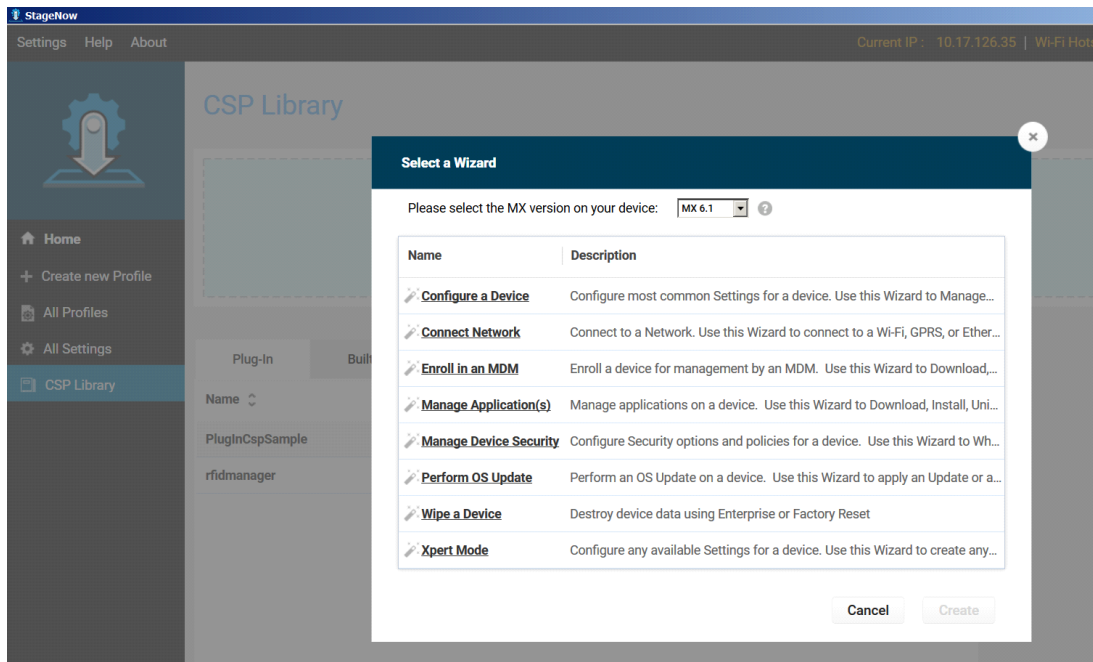 StageNow
Settings Help About
Current IP : 10.17.126.35 | Wi-Fi Hots
CSP Library
Select a Wizard
Please select the MX version on your device: MX 6.1
Name Description
Configure a Device Configure most common Settings for a device. Use this Wizard to Manage...
Connect Network Connect to a Network. Use this Wizard to connect to a Wi-Fi, GPRS, or Ether...
Enroll in an MDM Enroll a device for management by an MDM. Use this Wizard to Download,...
Manage Application(s) Manage applications on a device. Use this Wizard to Download, Install, Uni...
Manage Device Security Configure Security options and policies for a device. Use this Wizard to Wh...
Perform OS Update Perform an OS Update on a device. Use this Wizard to apply an Update or a...
Wipe a Device Destroy device data using Enterprise or Factory Reset
Xpert Mode Configure any available Settings for a device. Use this Wizard to create any...
Cancel Create
Home
Create new Profile
All Profiles
All Settings
CSP Library
Plug-In Built
Name
PlugInCspSample
rfidmanager